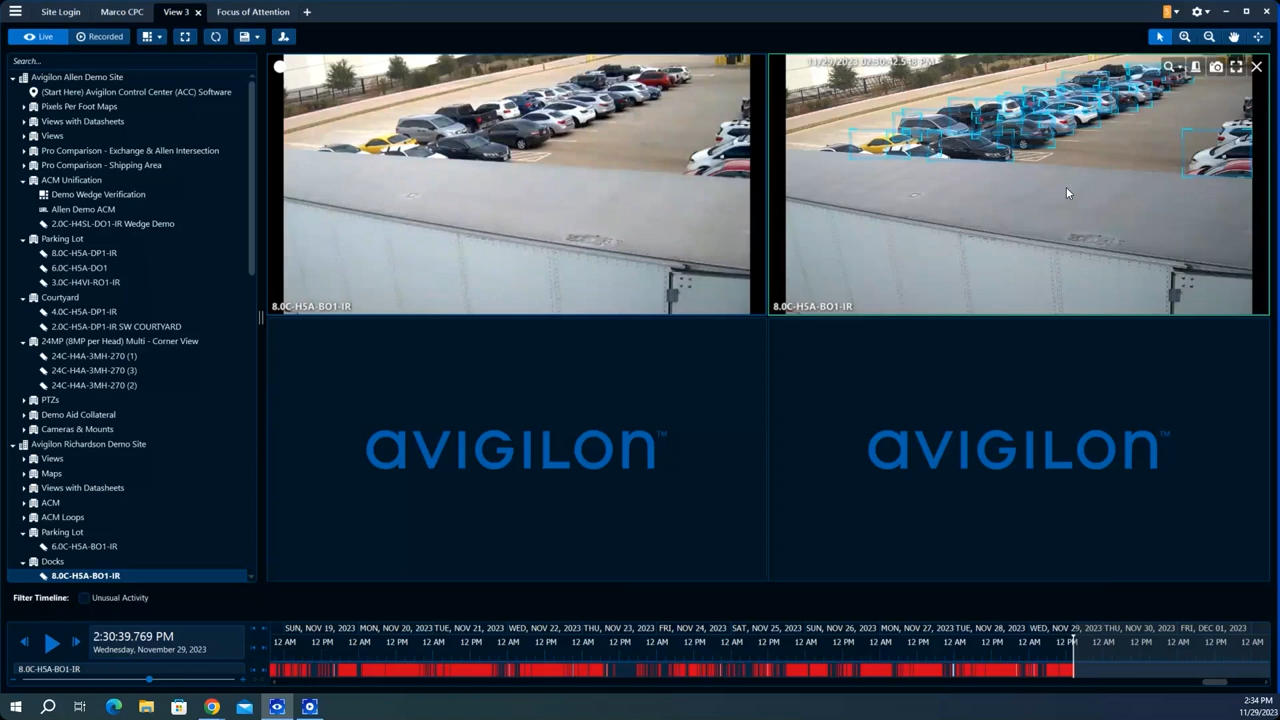 Site Login
Marco CPC
View 3
Focus of Attention
Live
Recorded
Search...
Avigilon Allen Demo Site
(Start Here) Avigilon Control Center (ACC) Software
Pixels Per Foot Maps
Views with Datasheets
Views
Pro Comparison - Exchange & Allen Intersection
Pro Comparison - Shipping Area
ACM Unification
Demo Wedge Verification
Allen Demo ACM
2.0C-H4SL-DO1-IR Wedge Demo
Parking Lot
8.0C-H5A-DP1-IR
6.0C-H5A-DO1
3.0C-H4VI-RO1-IR
Courtyard
4.0C-H5A-DP1-IR
2.0C-H5A-DP1-IR SW COURTYARD
24MP (8MP per Head) Multi - Corner View
24C-H4A-3MH-270 (1)
24C-H4A-3MH-270 (3)
24C-H4A-3MH-270 (2)
PTZs
Demo Aid Collateral
Cameras & Mounts
Avigilon Richardson Demo Site
Views
Maps
Views with Datasheets
ACM
ACM Loops
Parking Lot
6.0C-H5A-BO1-IR
Docks
8.0C-H5A-BO1-IR
8.0C-H5A-BO1-IR
11/29/2023 02:30:42.548 PM
8.0C-H5A-BO1-IR
AVIGILON™
AVIGILON™
Filter Timeline:
Unusual Activity
2:30:39.769 PM
Wednesday, November 29, 2023
8.0C-H5A-BO1-IR
SUN, NOV 19, 2023 MON, NOV 20, 2023 TUE, NOV 21, 2023 WED, NOV 22, 2023 THU, NOV 23, 2023 FRI, NOV 24, 2023 SAT, NOV 25, 2023 SUN, NOV 26, 2023 MON, NOV 27, 2023 TUE, NOV 28, 2023 WED, NOV 29, 2023 THU, NOV 30, 2023 FRI, DEC 01, 2023
12 AM 12 PM 12 AM 12 PM 12 AM 12 PM 12 AM 12 PM 12 AM 12 PM 12 AM 12 PM 12 AM 12 PM 12 AM 12 PM 12 AM 12 PM 12 AM 12 PM 12 AM 12 PM 12 AM 12 PM 12 AM 12 PM 12 AM
2:34 PM
11/29/2023